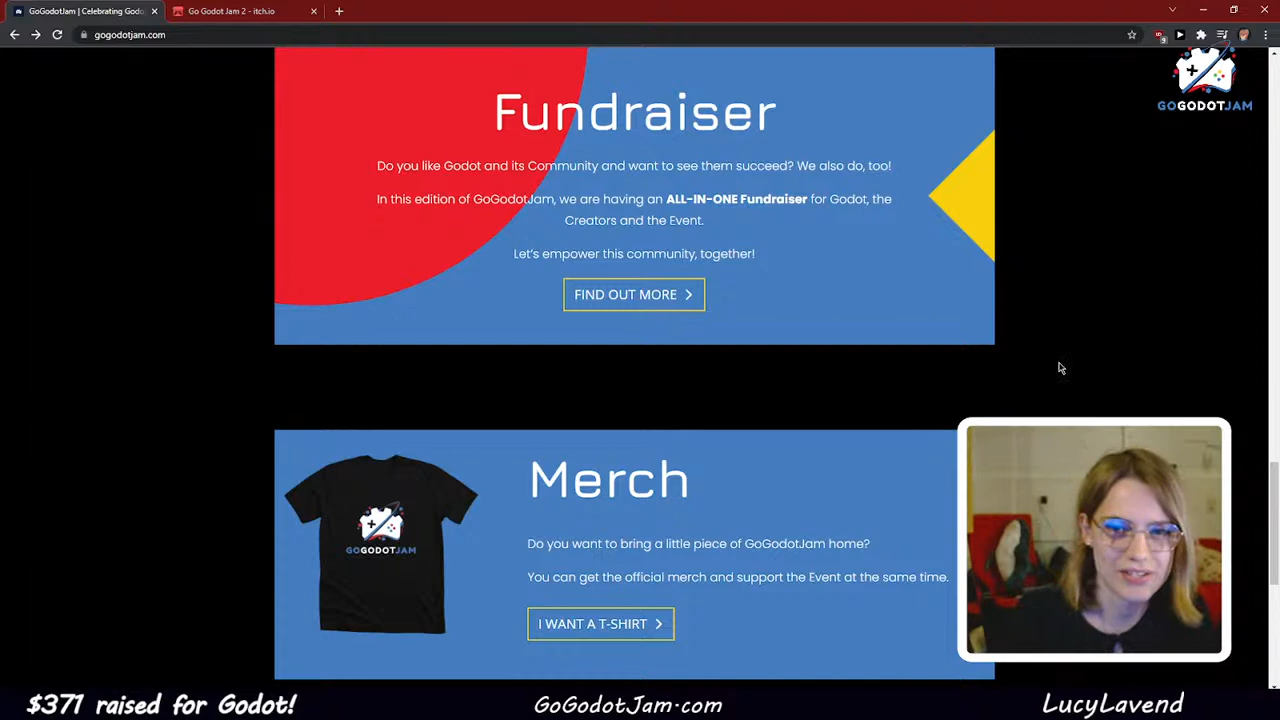 GoGodotJam | Celebrating Godo
Go Godot Jam 2 - itch.io
gogodotjam.com
GOGODOTJAM
Fundraiser
Do you like Godot and its Community and want to see them succeed? We also do, too!
In this edition of GoGodotJam, we are having an ALL-IN-ONE Fundraiser for Godot, the
Creators and the Event.
Let's empower this community, together!
FIND OUT MORE
GOGODOTJAM
Merch
Do you want to bring a little piece of GoGodotJam home?
You can get the official merch and support the Event at the same time.
I WANT A T-SHIRT
$371 raised for Godot!
GoGodotJam.com
LucyLavend